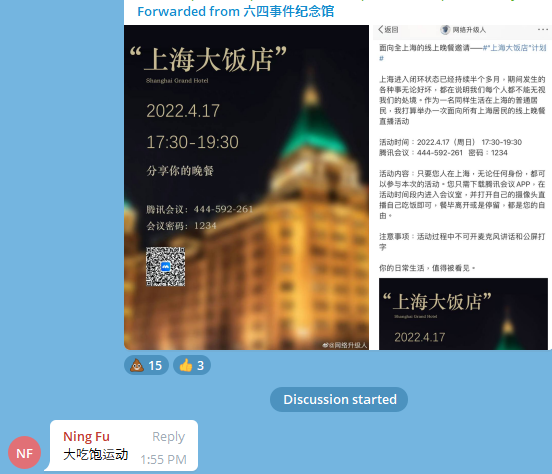 Forwarded from 六四事件纪念馆
“上海大饭店”
Shanghai Grand Hotel
2022.4.17
17:30-19:30
分享你的晚餐
腾讯会议：444-592-261
会议密码：1234
@网络升级人
返回
网络升级人
面向全上海的线上晚餐邀请——#“上海大饭店”计划
#
上海进入闭环状态已经持续半个多月，期间发生的
各种事无论好坏，都在说明我们每个人都不能无视
我们的处境。作为一名同样生活在上海的普通居
民，我打算举办一次面向所有上海居民的线上晚餐
直播活动
活动时间：2022.4.17（周日） 17:30-19:30
腾讯会议：444-592-261 密码：1234
活动内容：只要您人在上海，无论任何身份，都可
以参与本次的活动。您只需下载腾讯会议APP，在
活动时间段内进入会议室，并打开自己的摄像头直
播自己吃饭即可，餐毕离开或是停留，都是您的自
由。
注意事项：活动过程中不可开麦克风讲话和公屏打
字
你的日常生活，值得被看见。
“上海大饭店”
Shanghai Grand Hotel
2022.4.17
💩 15
👍 3
Discussion started
NF
Ning Fu
Reply
大吃饱运动
1:55 PM